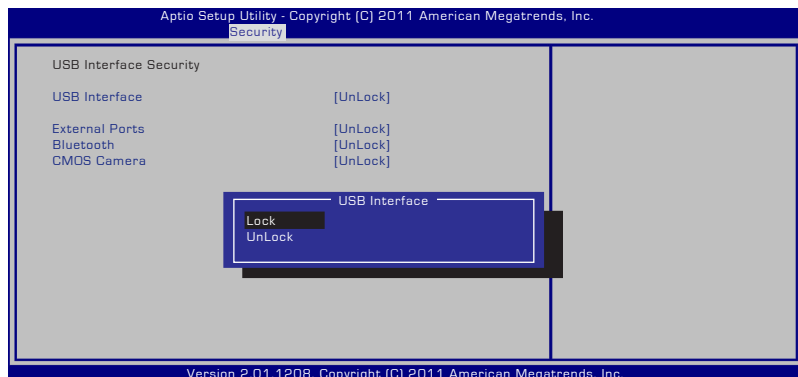 Aptio Setup Utility - Copyright (C) 2011 American Megatrends, Inc.
Security
USB Interface Security
USB Interface [UnLock]
External Ports [UnLock]
Bluetooth [UnLock]
CMOS Camera [UnLock]
USB Interface
Lock
UnLock
Version 2.01.1208. Copyright (C) 2011 American Megatrends, Inc.